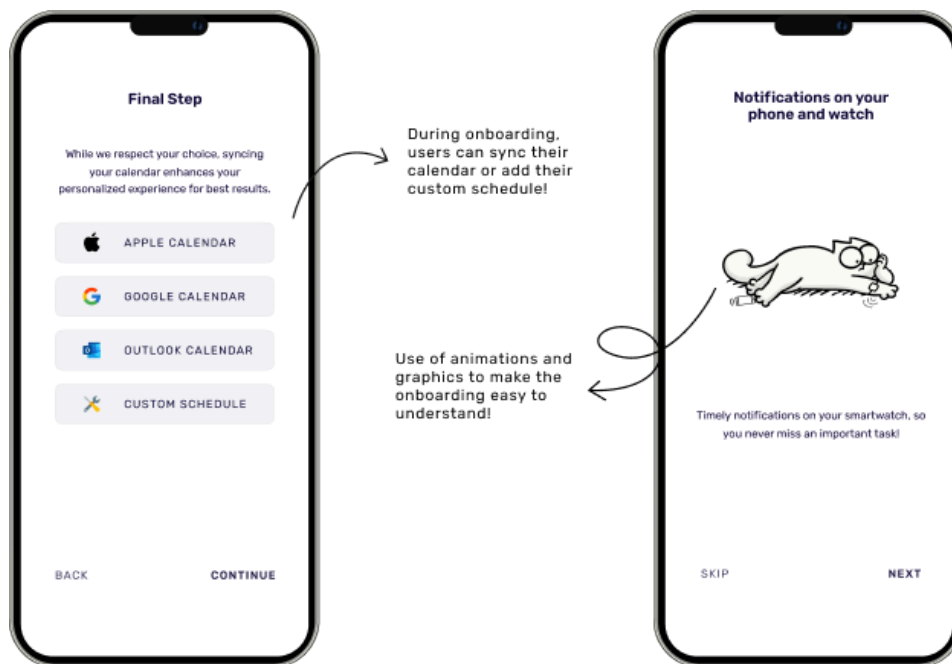 Final Step
While we respect your choice, syncing
your calendar enhances your
personalized experience for best results.
APPLE CALENDAR
GOOGLE CALENDAR
OUTLOOK CALENDAR
CUSTOM SCHEDULE
BACK
CONTINUE
During onboarding,
users can sync their
calendar or add their
custom schedule!
Use of animations and
graphics to make the
onboarding easy to
understand!
Notifications on your
phone and watch
Timely notifications on your smartwatch, so
you never miss an important task!
SKIP
NEXT